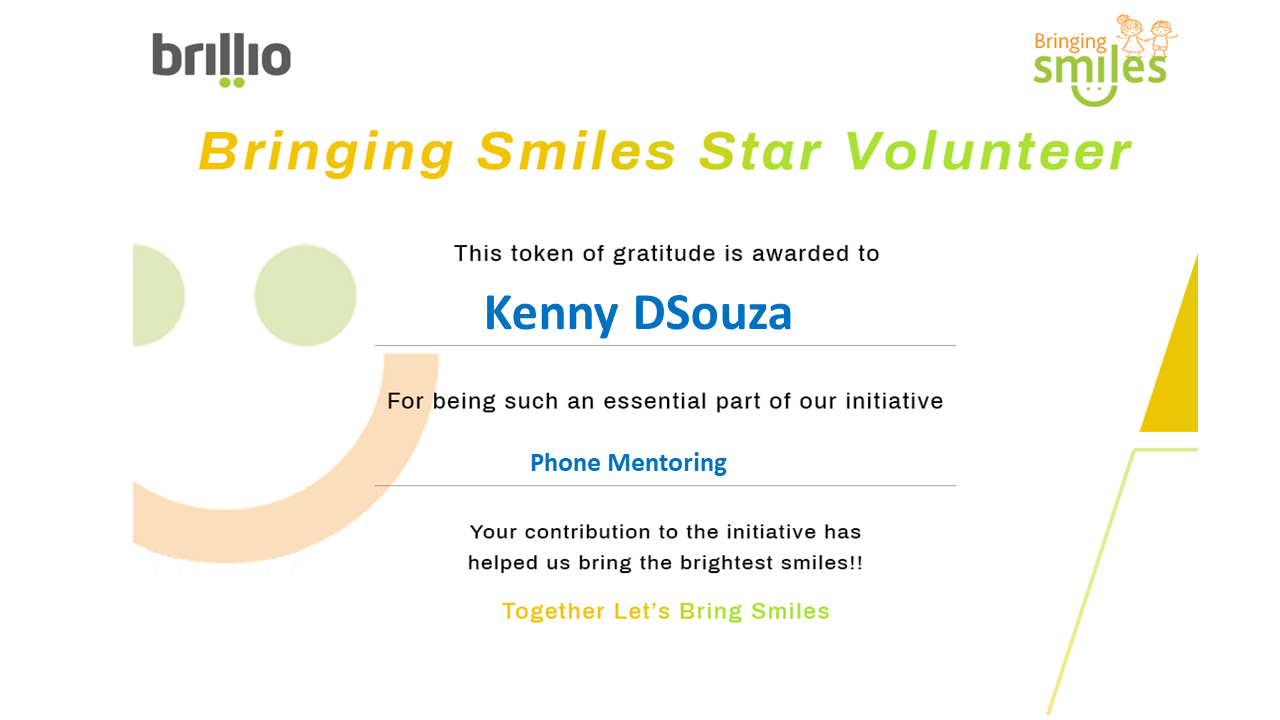 brillio
Bringing
smiles
Bringing Smiles Star Volunteer
This token of gratitude is awarded to
Kenny DSouza
For being such an essential part of our initiative
Phone Mentoring
Your contribution to the initiative has
helped us bring the brightest smiles!!
Together Let’s Bring Smiles